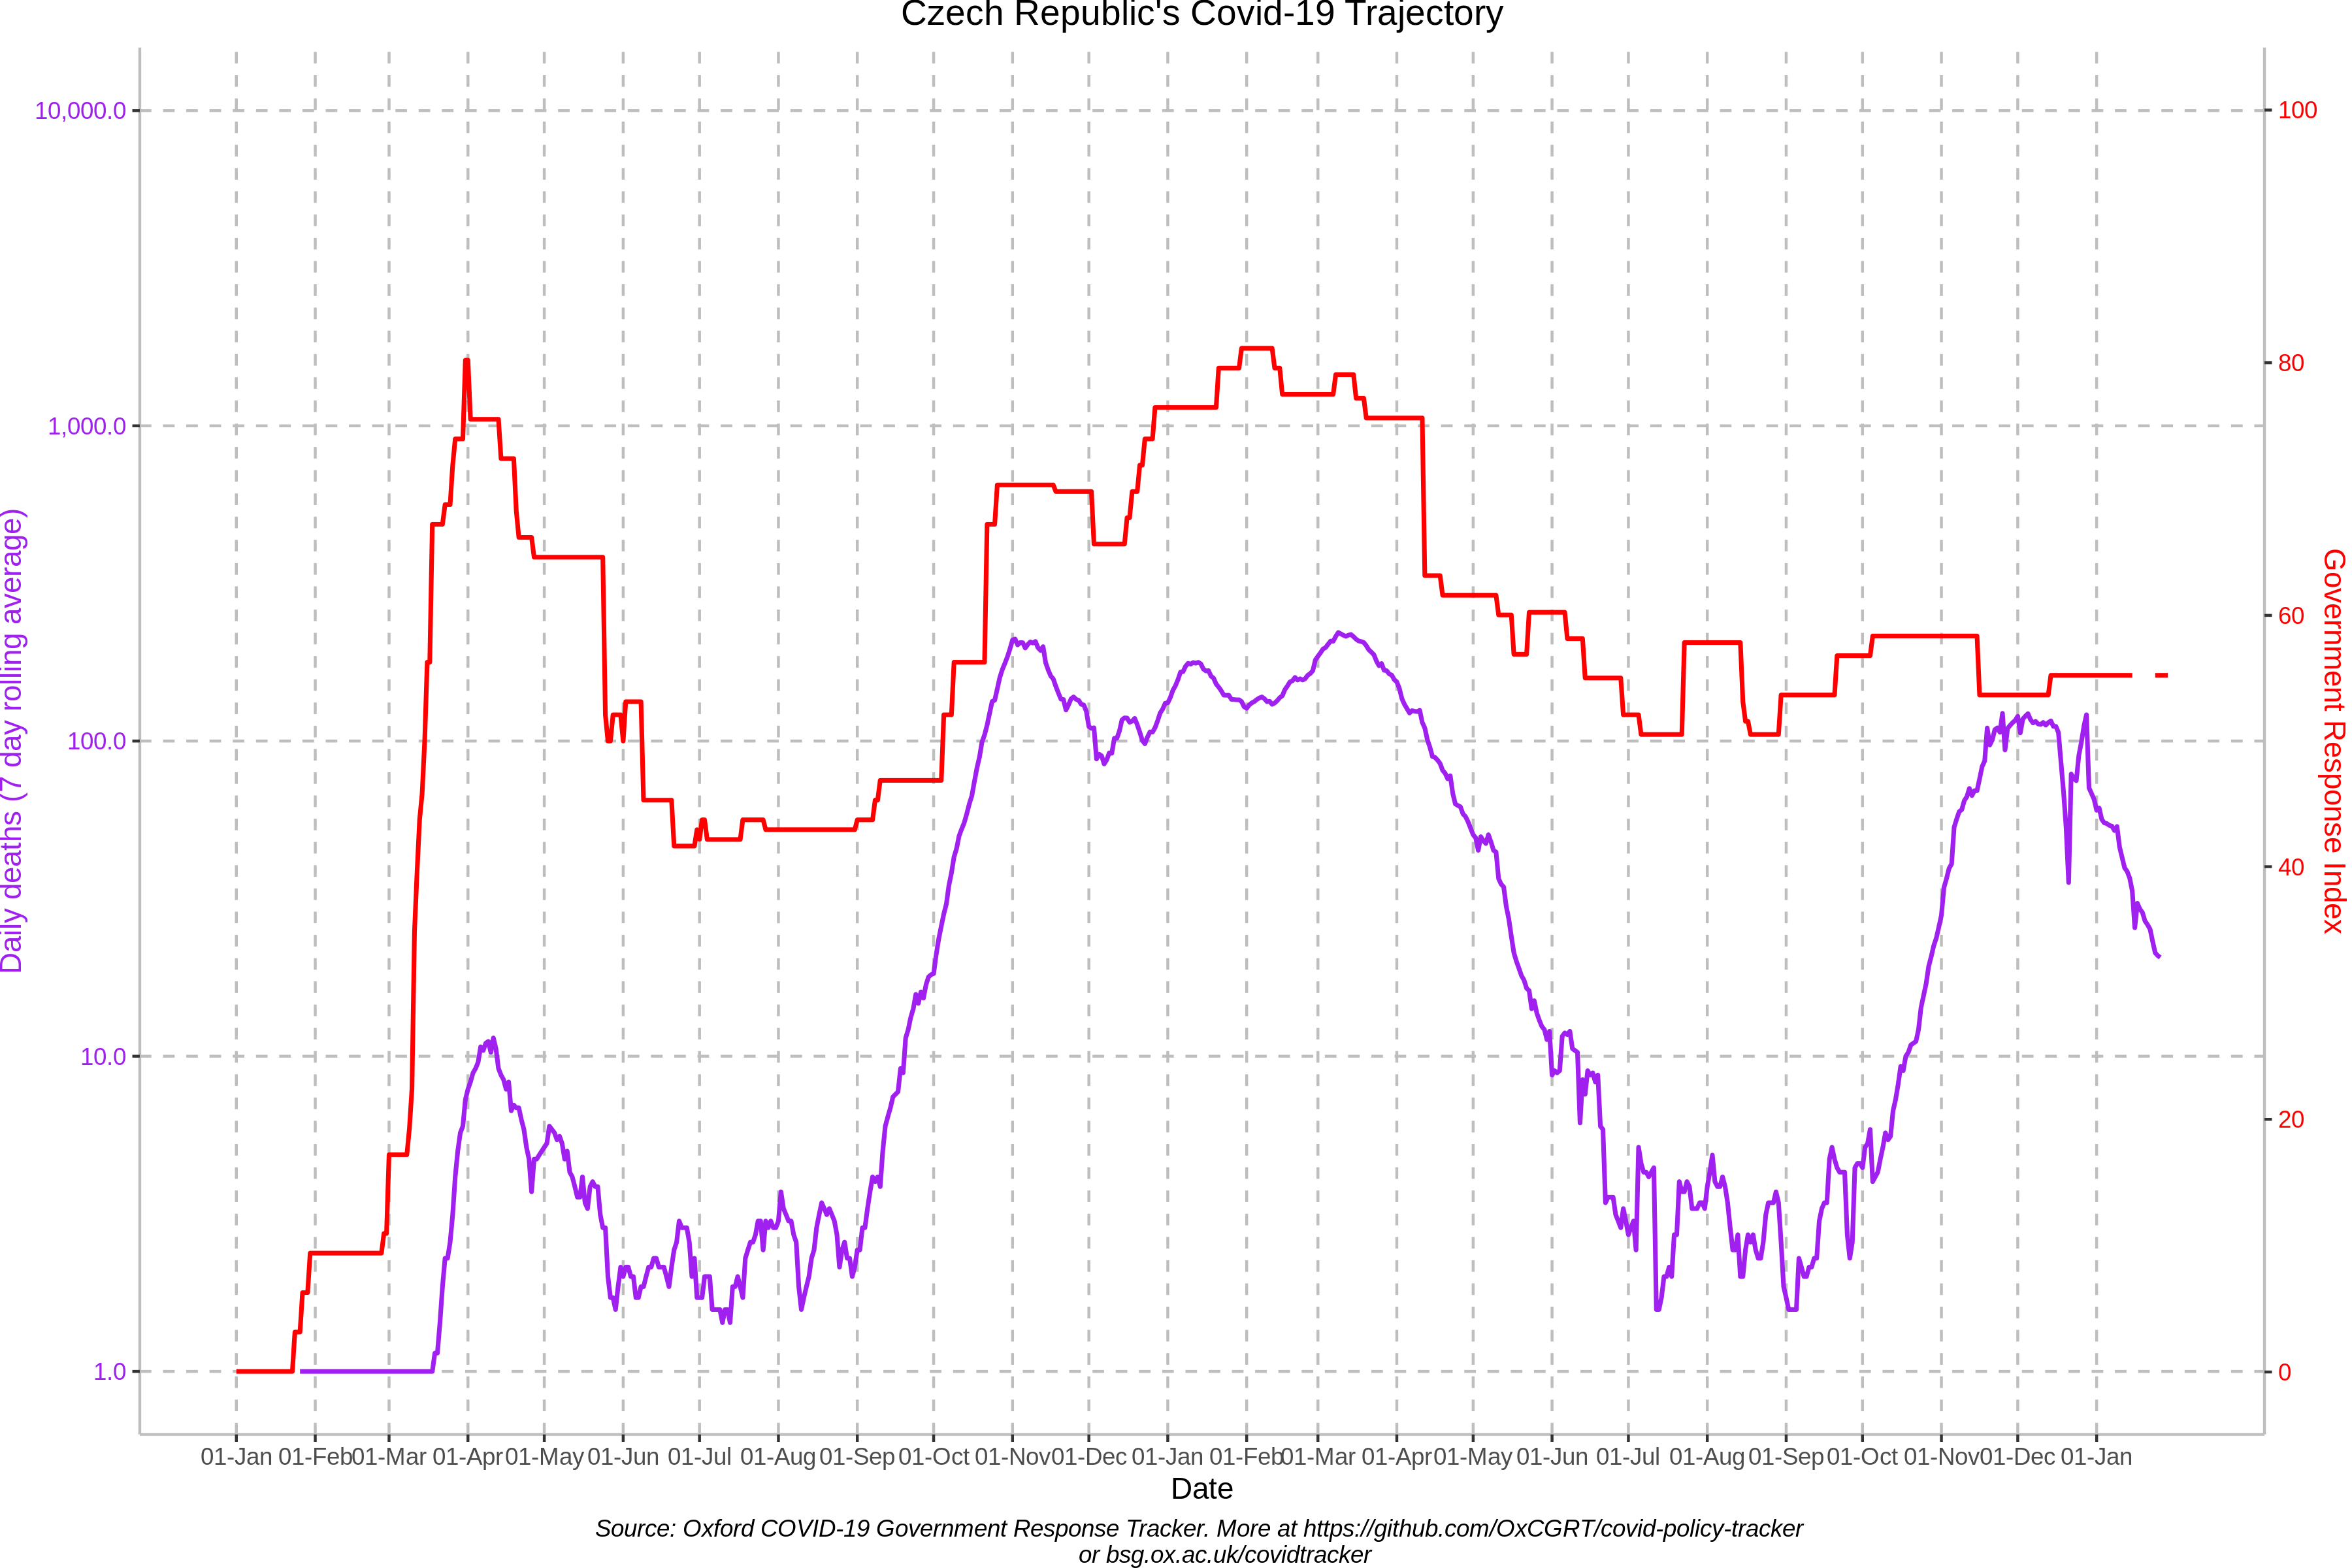 Czech Republic's Covid-19 Trajectory
10,000.0
1,000.0
100.0
10.0
1.0
Daily deaths (7 day rolling average)
100
80
60
40
20
0
Government Response Index
01-Jan 01-Feb 01-Mar 01-Apr 01-May 01-Jun 01-Jul 01-Aug 01-Sep 01-Oct 01-Nov 01-Dec 01-Jan 01-Feb 01-Mar 01-Apr 01-May 01-Jun 01-Jul 01-Aug 01-Sep 01-Oct 01-Nov 01-Dec 01-Jan
Date
Source: Oxford COVID-19 Government Response Tracker. More at https://github.com/OxCGRT/covid-policy-tracker
or bsg.ox.ac.uk/covidtracker